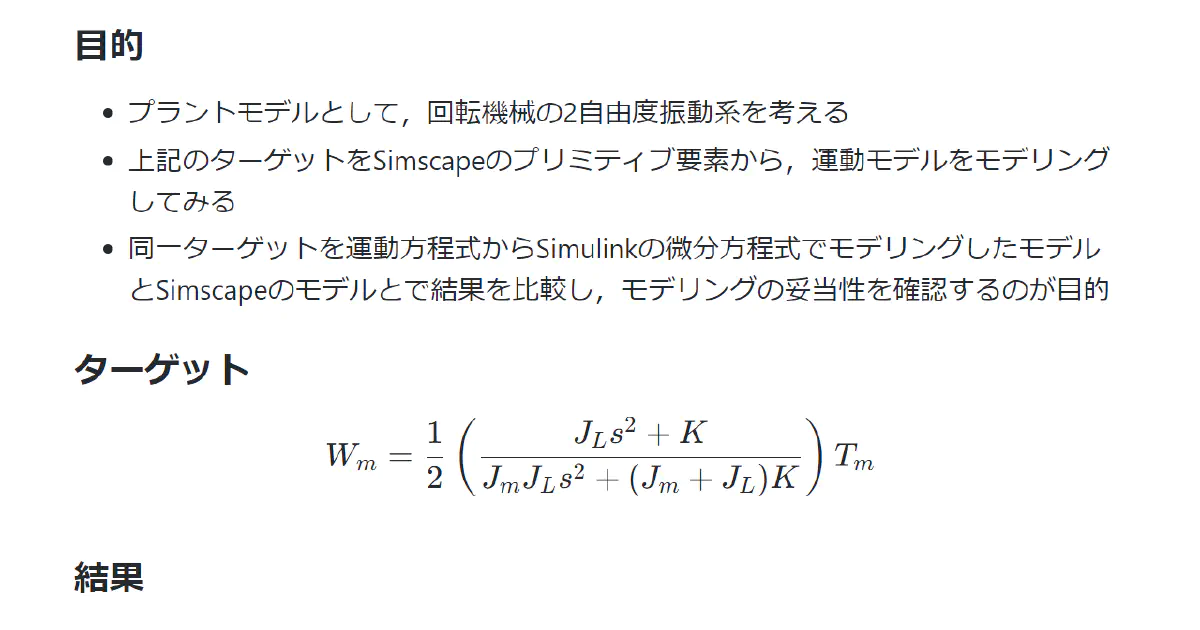 目的
• プラントモデルとして，回転機械の2自由度振動系を考える
• 上記のターゲットをSimscapeのプリミティブ要素から，運動モデルをモデリング
してみる
• 同一ターゲットを運動方程式からSimulinkの微分方程式でモデリングしたモデル
とSimscapeのモデルとで結果を比較し，モデリングの妥当性を確認するのが目的
ターゲット
W_m = \frac{1}{2} \left( \frac{J_L s^2 + K}{J_m J_L s^2 + (J_m + J_L)K} \right) T_m
結果